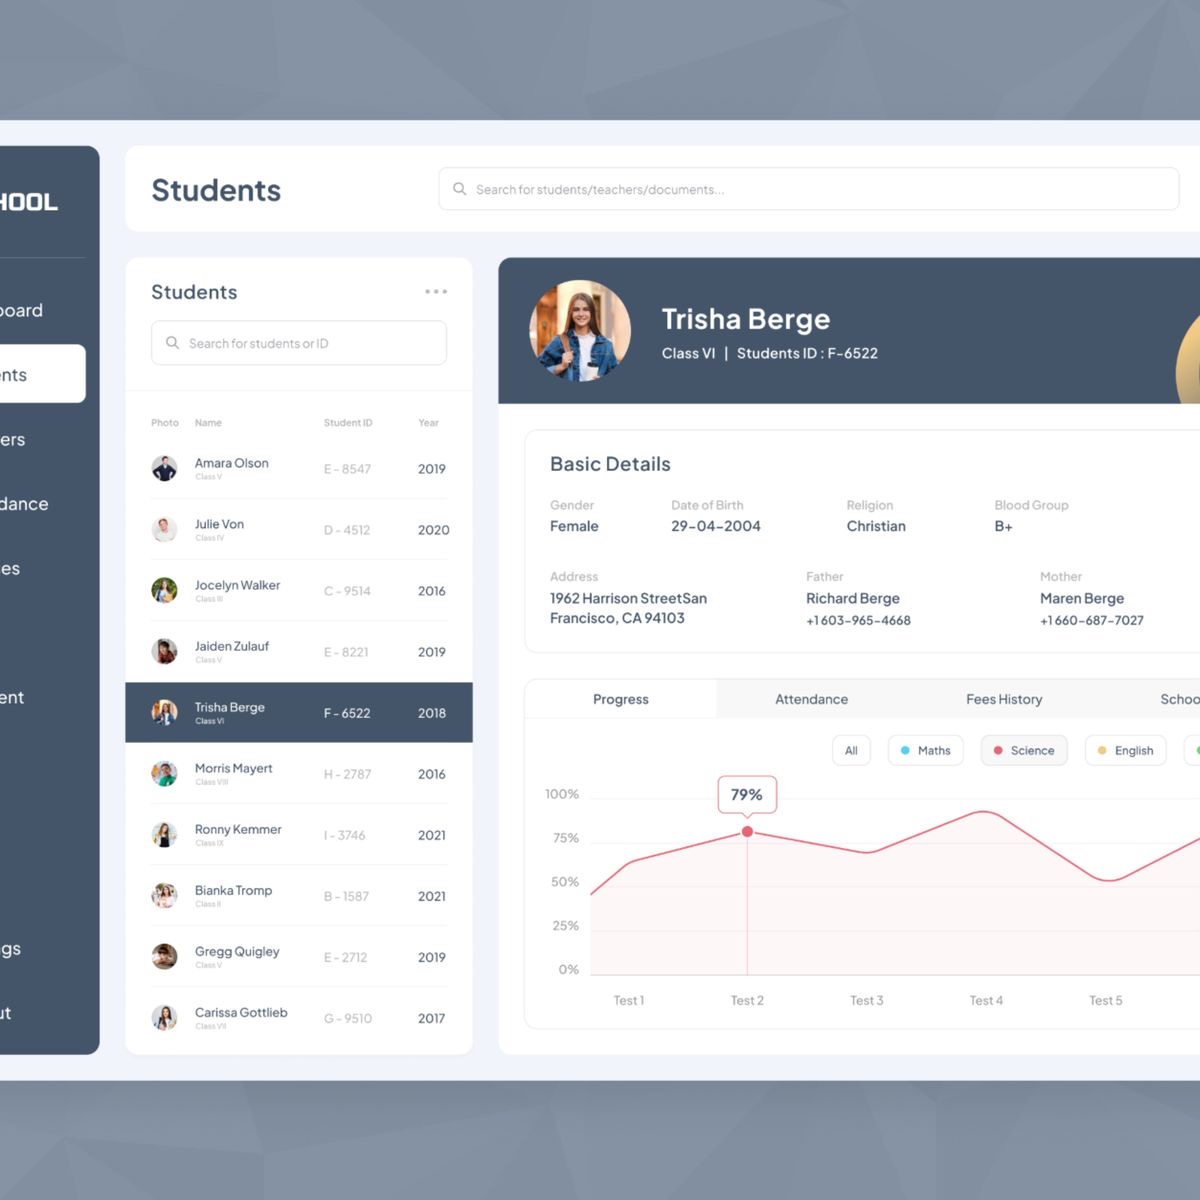 HOOL
board
ents
ers
dance
es
ent
gs
ut
Students
Search for students/teachers/documents...
Students
Search for students or ID
Photo Name Student ID Year
Amara Olson E - 8547 2019
Class V
Julie Von D - 4512 2020
Class IV
Jocelyn Walker C - 9514 2016
Class III
Jaiden Zulauf E - 8221 2019
Class V
Trisha Berge F - 6522 2018
Class VI
Morris Mayert H - 2787 2016
Class VIII
Ronny Kemmer I - 3746 2021
Class IX
Bianka Tromp B - 1587 2021
Class II
Gregg Quigley E - 2712 2019
Class V
Carissa Gottlieb G - 9510 2017
Class VII
Trisha Berge
Class VI | Students ID : F-6522
Basic Details
Gender Date of Birth Religion Blood Group
Female 29-04-2004 Christian B+
Address Father Mother
1962 Harrison StreetSan Richard Berge Maren Berge
Francisco, CA 94103 +1 603-965-4668 +1 660-687-7027
Progress Attendance Fees History Schoo
All Maths Science English
79%
100%
75%
50%
25%
0%
Test 1 Test 2 Test 3 Test 4 Test 5